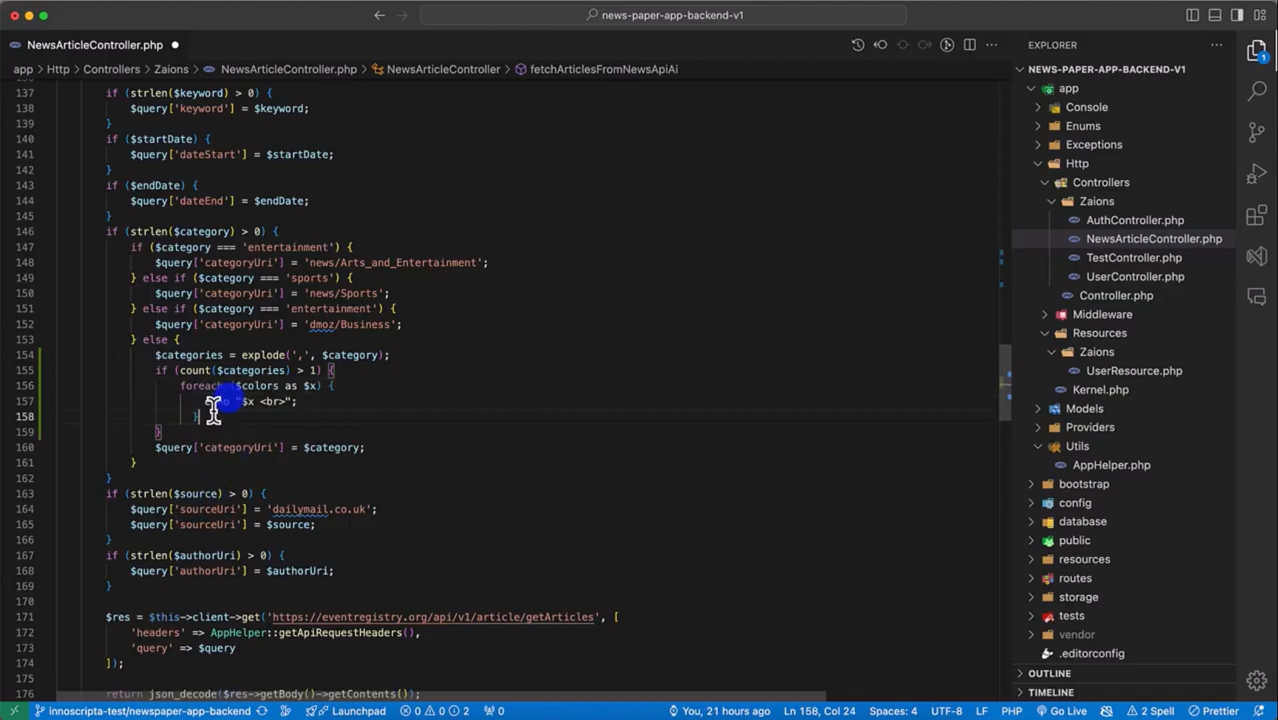 news-paper-app-backend-v1
NewsArticleController.php
app > Http > Controllers > Zaions > NewsArticleController.php > NewsArticleController > fetchArticlesFromNewsApiAi
137 if (strlen($keyword) > 0) {
138 $query['keyword'] = $keyword;
139 }
140 if ($startDate) {
141 $query['dateStart'] = $startDate;
142 }
143 if ($endDate) {
144 $query['dateEnd'] = $endDate;
145 }
146 if (strlen($category) > 0) {
147 if ($category === 'entertainment') {
148 $query['categoryUri'] = 'news/Arts_and_Entertainment';
149 } else if ($category === 'sports') {
150 $query['categoryUri'] = 'news/Sports';
151 } else if ($category === 'entertainment') {
152 $query['categoryUri'] = 'dmoz/Business';
153 } else {
154 $categories = explode(',', $category);
155 if (count($categories) > 1) {
156 foreach ($colors as $x) {
157 "$x <br>";
158 }
159 }
160 $query['categoryUri'] = $category;
161 }
162 }
163 if (strlen($source) > 0) {
164 $query['sourceUri'] = 'dailymail.co.uk';
165 $query['sourceUri'] = $source;
166 }
167 if (strlen($authorUri) > 0) {
168 $query['authorUri'] = $authorUri;
169 }
170
171 $res = $this->client->get('https://eventregistry.org/api/v1/article/getArticles', [
172 'headers' => AppHelper::getApiRequestHeaders(),
173 'query' => $query
174 ]);
175
176 return json_decode($res->getBody()->getContents());
EXPLORER
NEWS-PAPER-APP-BACKEND-V1
app
Console
Enums
Exceptions
Http
Controllers
Zaions
AuthController.php
NewsArticleController.php
TestController.php
UserController.php
Controller.php
Middleware
Resources
Zaions
UserResource.php
Kernel.php
Models
Providers
Utils
AppHelper.php
bootstrap
config
database
public
resources
routes
storage
tests
vendor
.editorconfig
OUTLINE
TIMELINE
1
innoscripta-test/newspaper-app-backend Launchpad 0 0 2 0 You, 21 hours ago Ln 158, Col 24 Spaces: 4 UTF-8 LF PHP Go Live 2 Spell Prettier